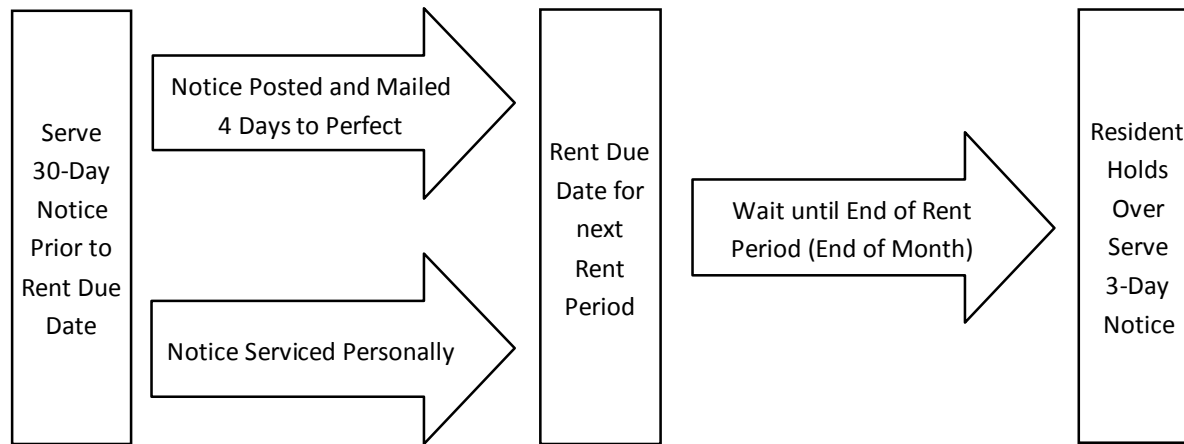 Serve
30-Day
Notice
Prior to
Rent Due
Date
Notice Posted and Mailed
4 Days to Perfect
Notice Serviced Personally
Rent Due
Date for
next
Rent
Period
Wait until End of Rent
Period (End of Month)
Resident
Holds
Over
Serve
3-Day
Notice